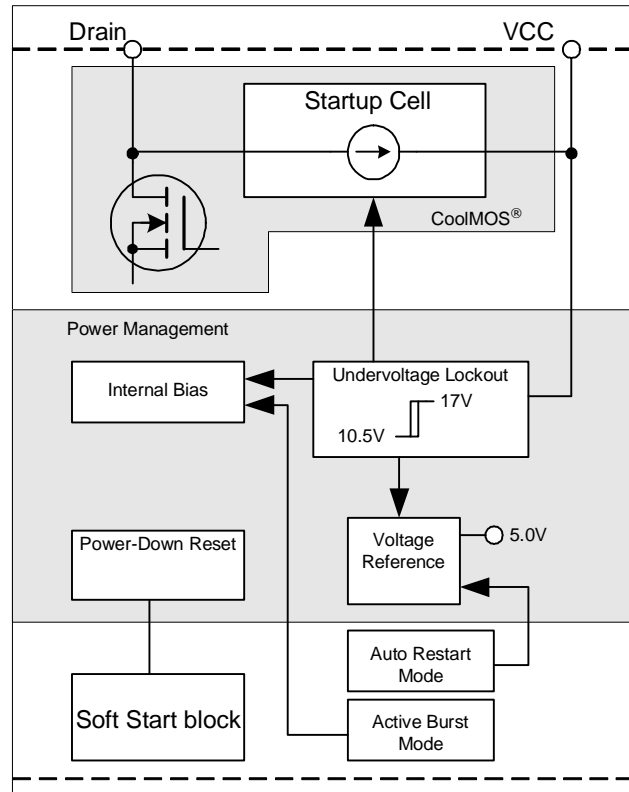 Drain
VCC
Startup Cell
CoolMOS®
Power Management
Internal Bias
Undervoltage Lockout
17V
10.5V
Power-Down Reset
Voltage
Reference
5.0V
Auto Restart
Mode
Soft Start block
Active Burst
Mode